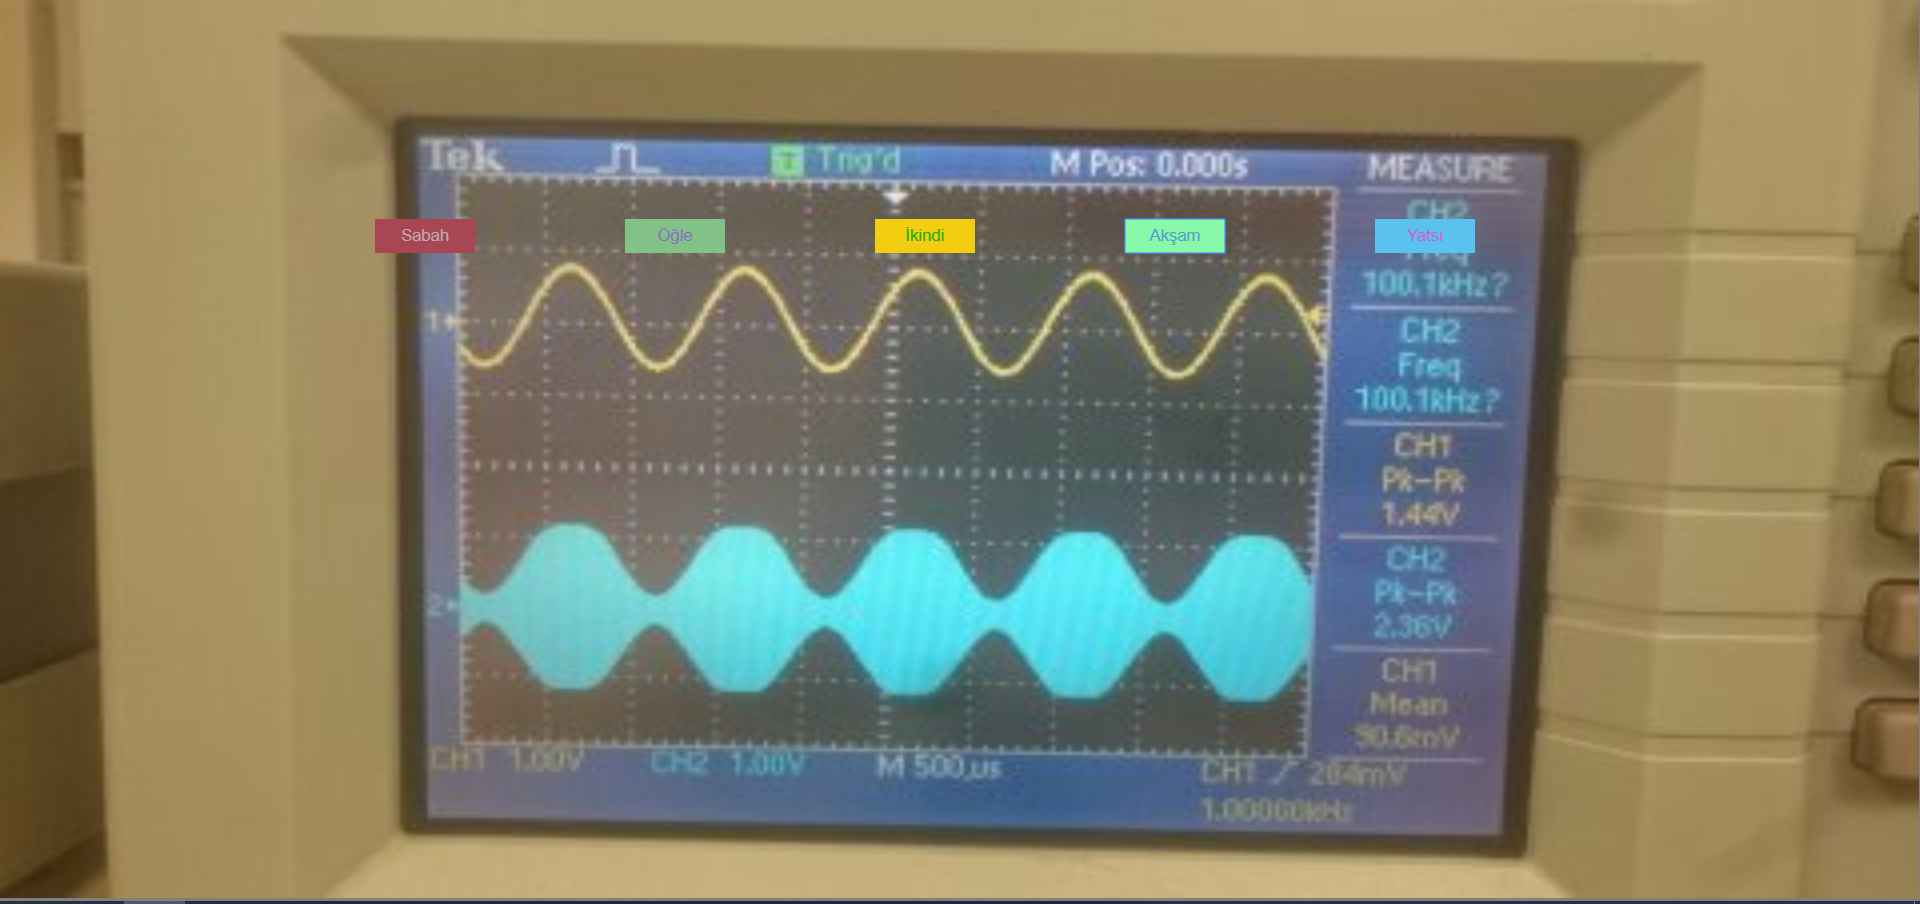 Tek T Trig'd M Pos: 0.000s MEASURE
Sabah Öğle İkindi Akşam Yatsı
CH2
Freq
100.1kHz?
CH2
Freq
100.1kHz?
CH1
Pk-Pk
1.44V
CH2
Pk-Pk
2.36V
CH1
Mean
90.6mV
1
2
CH1 1.00V CH2 1.00V M 500µs CH1 284mV
1.00000kHz